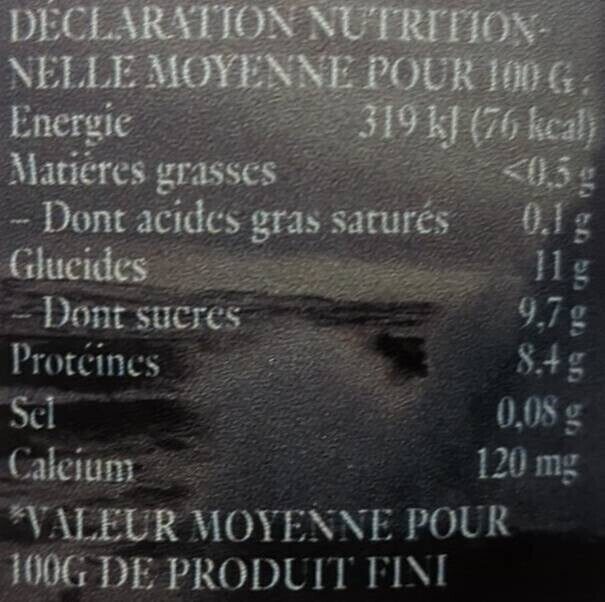 DÉCLARATION NUTRITION-
NELLE MOYENNE POUR 100 G :
Energie 319 kJ (76 kcal)
Matières grasses <0,5 g
– Dont acides gras saturés 0,1 g
Glucides 11 g
– Dont sucres 9,7 g
Protéines 8,4 g
Sel 0,08 g
Calcium 120 mg
*VALEUR MOYENNE POUR
100G DE PRODUIT FINI